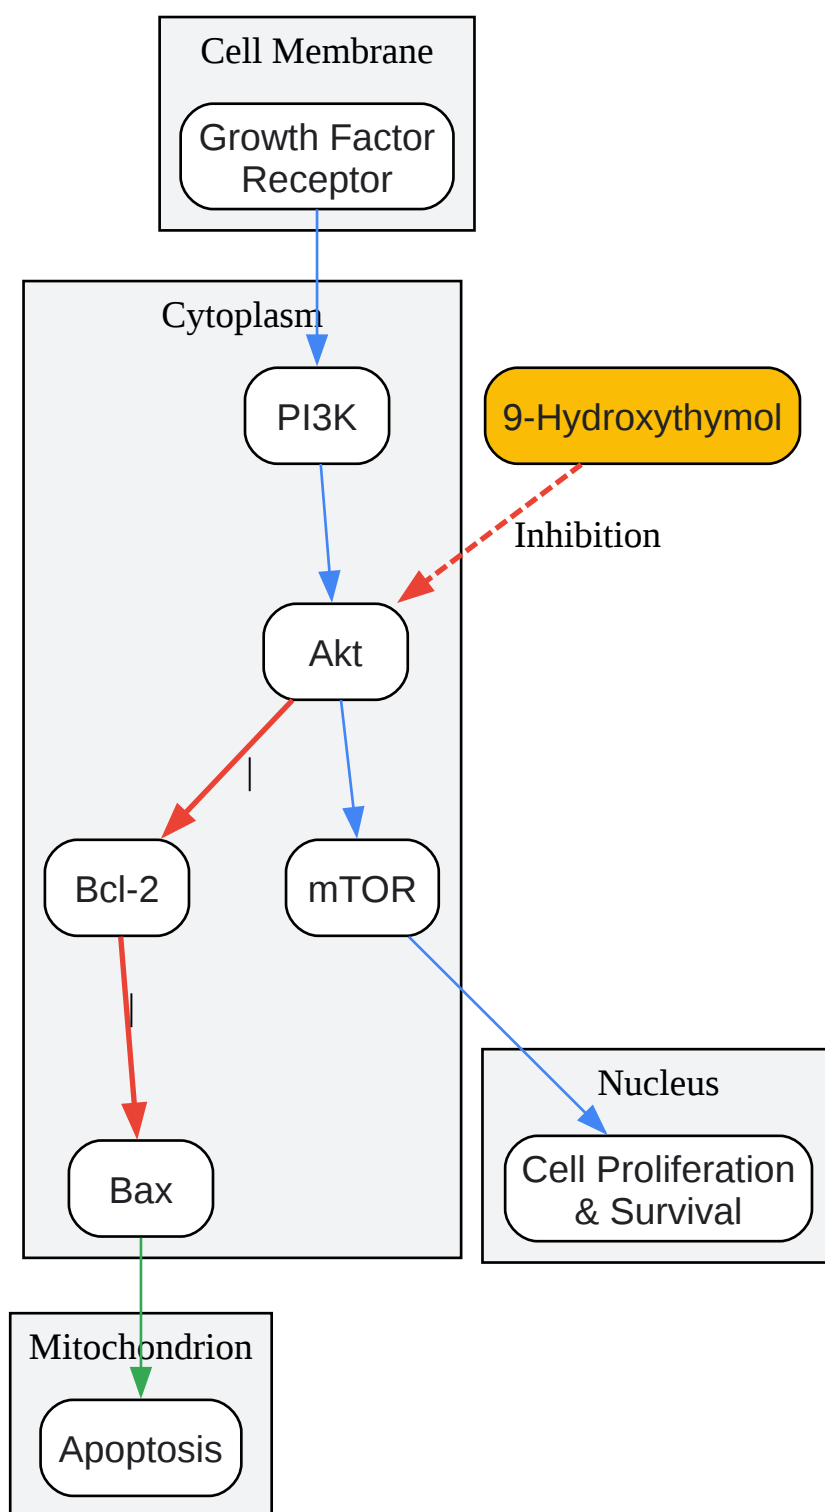 Cell Membrane
Growth Factor
Receptor
Cytoplasm
PI3K
9-Hydroxythymol
Inhibition
Akt
|
Bcl-2
mTOR
|
Nucleus
Cell Proliferation
& Survival
Bax
Mitochondrion
Apoptosis